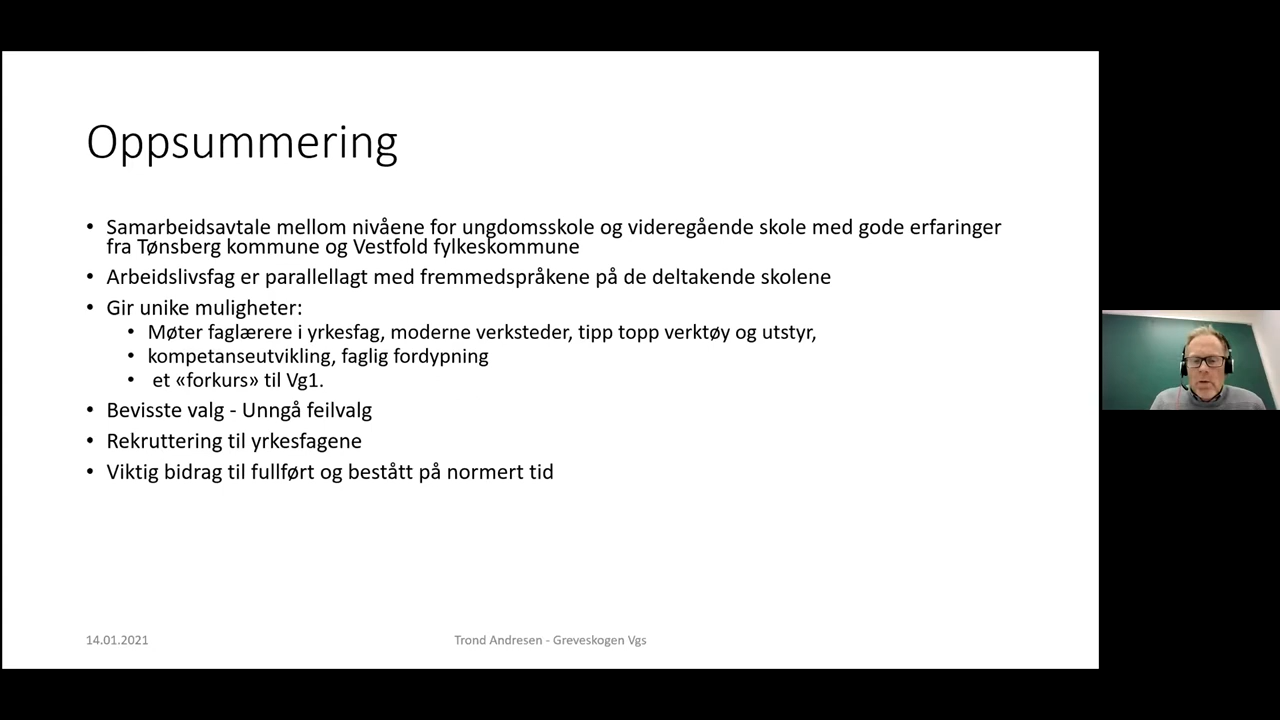 Oppsummering
• Samarbeidsavtale mellom nivåene for ungdomsskole og videregående skole med gode erfaringer
fra Tønsberg kommune og Vestfold fylkeskommune
• Arbeidslivsfag er parallellagt med fremmedspråkene på de deltakende skolene
• Gir unike muligheter:
• Møter faglærere i yrkesfag, moderne verksteder, tipp topp verktøy og utstyr,
• kompetanseutvikling, faglig fordypning
• et «forkurs» til Vg1.
• Bevisste valg - Unngå feilvalg
• Rekruttering til yrkesfagene
• Viktig bidrag til fullført og bestått på normert tid
14.01.2021
Trond Andresen - Greveskogen Vgs